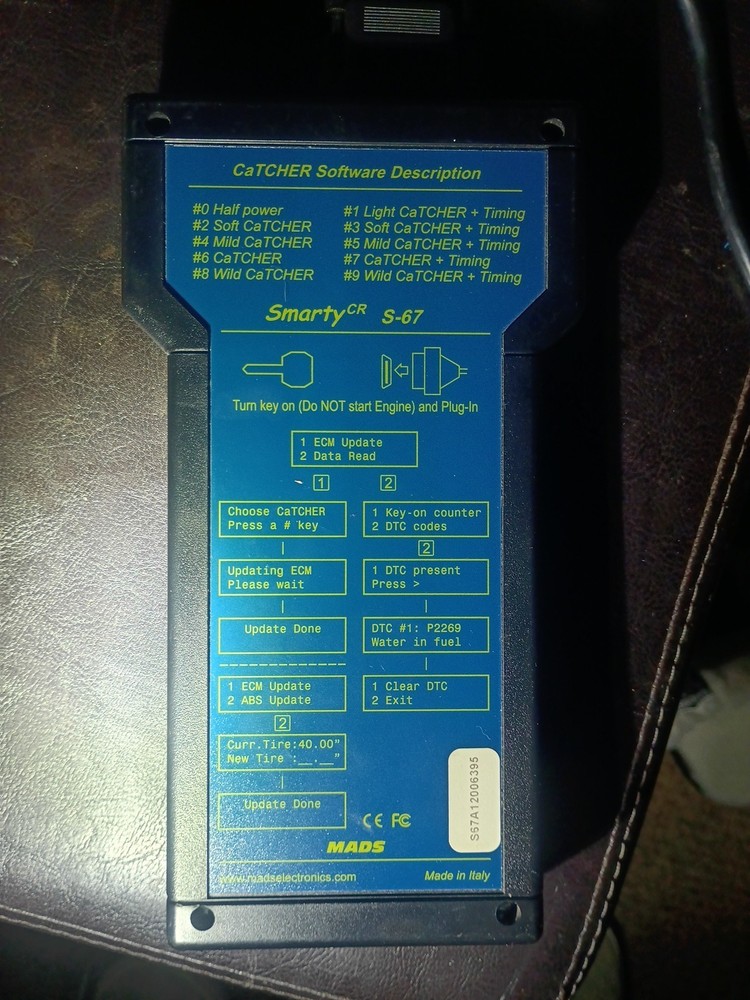 CaTCHER Software Description
#0 Half power
#2 Soft CaTCHER
#4 Mild CaTCHER
#6 CaTCHER
#8 Wild CaTCHER
#1 Light CaTCHER + Timing
#3 Soft CaTCHER + Timing
#5 Mild CaTCHER + Timing
#7 CaTCHER + Timing
#9 Wild CaTCHER + Timing
Smarty CR S-67
Turn key on (Do NOT start Engine) and Plug-In
1 ECM Update
2 Data Read
1
2
Choose CaTCHER
Press a # key
Updating ECM
Please wait
Update Done
1 ECM Update
2 ABS Update
2
Curr.Tire:40.00"
New Tire :__.__"
Update Done
1 Key-on counter
2 DTC codes
2
1 DTC present
Press >
DTC #1: P2269
Water in fuel
1 Clear DTC
2 Exit
S67A12006395
CE FC
MADS
www.madselectronics.com
Made in Italy